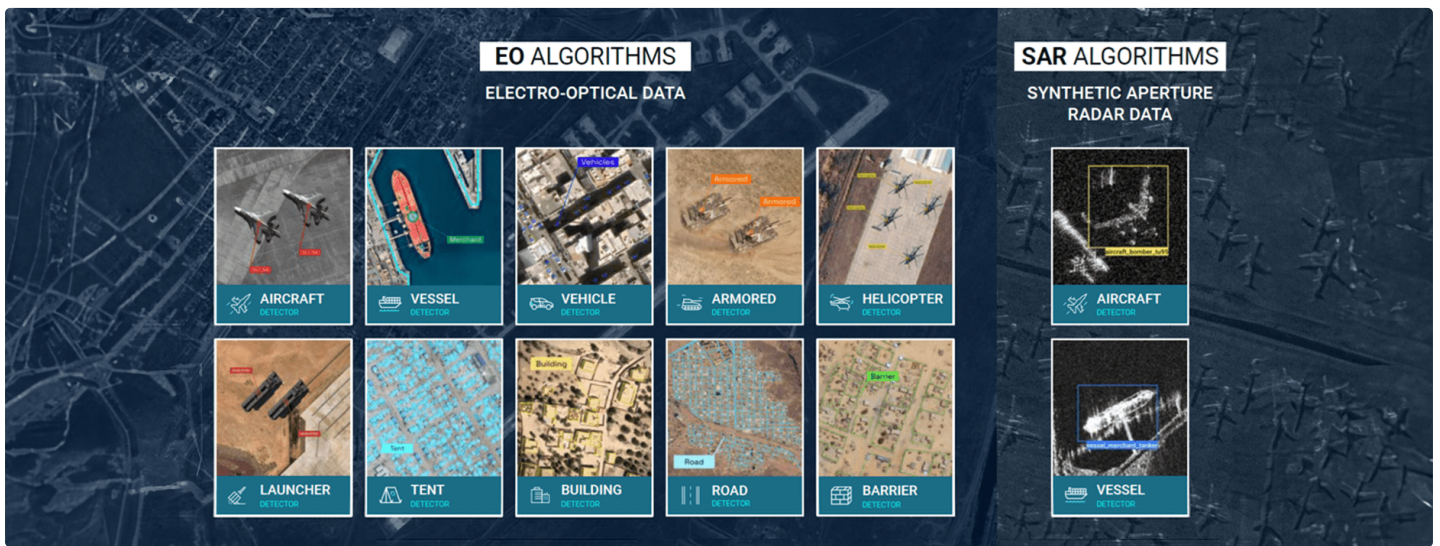 EO ALGORITHMS
ELECTRO-OPTICAL DATA
SAR ALGORITHMS
SYNTHETIC APERTURE
RADAR DATA
Merchant
Vehicles
Armored
Armored
aircraft_bomber_tu95
AIRCRAFT
DETECTOR
VESSEL
DETECTOR
VEHICLE
DETECTOR
ARMORED
DETECTOR
HELICOPTER
DETECTOR
AIRCRAFT
DETECTOR
Tent
Building
Road
Barrier
vessel_merchant_tanker
LAUNCHER
DETECTOR
TENT
DETECTOR
BUILDING
DETECTOR
ROAD
DETECTOR
BARRIER
DETECTOR
VESSEL
DETECTOR